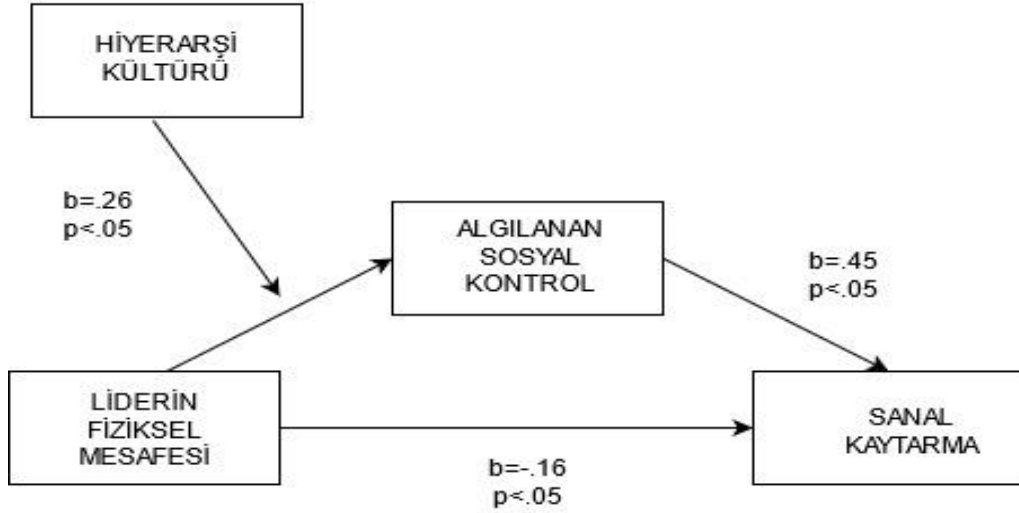 HİYERARŞİ
KÜLTÜRÜ
b=.26
p<.05
ALGILANAN
SOSYAL
KONTROL
b=.45
p<.05
LİDERİN
FİZİKSEL
MESAFESİ
SANAL
KAYTARMA
b=-.16
p<.05